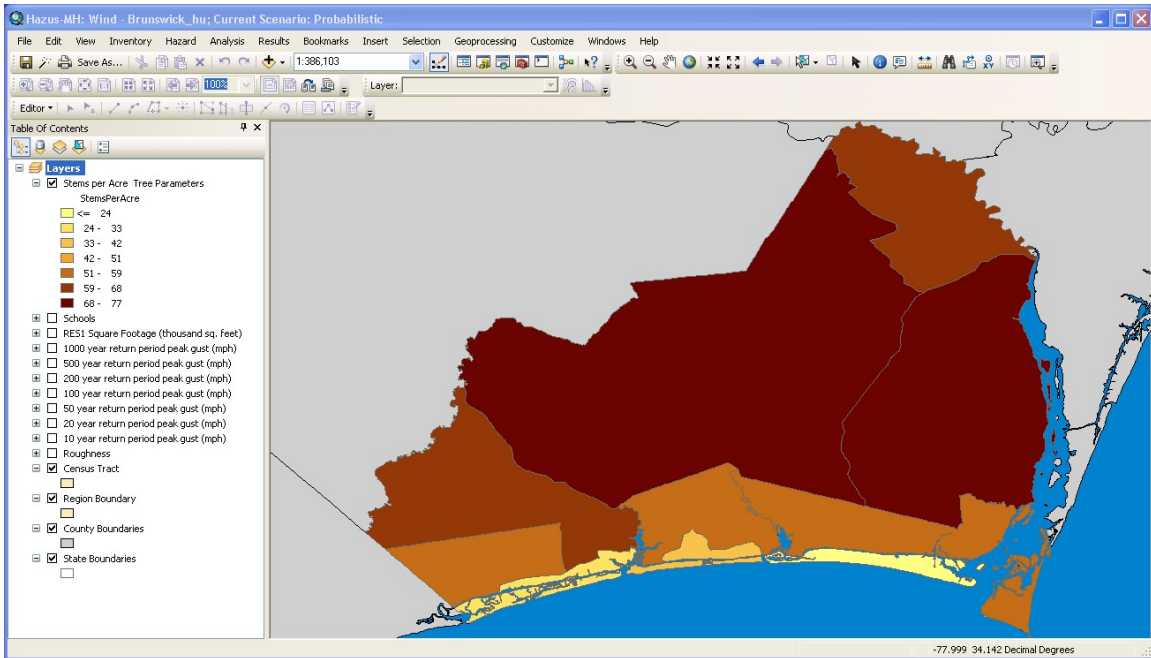 Hazus-MH: Wind - Brunswick_hu; Current Scenario: Probabilistic
File Edit View Inventory Hazard Analysis Results Bookmarks Insert Selection Geoprocessing Customize Windows Help
Save As... 1:386,103
100% Layer:
Editor
Table Of Contents
Layers
Stems per Acre Tree Parameters
StemsPerAcre
<= 24
24 - 33
33 - 42
42 - 51
51 - 59
59 - 68
68 - 77
Schools
RES1 Square Footage (thousand sq. feet)
1000 year return period peak gust (mph)
500 year return period peak gust (mph)
200 year return period peak gust (mph)
100 year return period peak gust (mph)
50 year return period peak gust (mph)
20 year return period peak gust (mph)
10 year return period peak gust (mph)
Roughness
Census Tract
Region Boundary
County Boundaries
State Boundaries
-77.999 34.142 Decimal Degrees